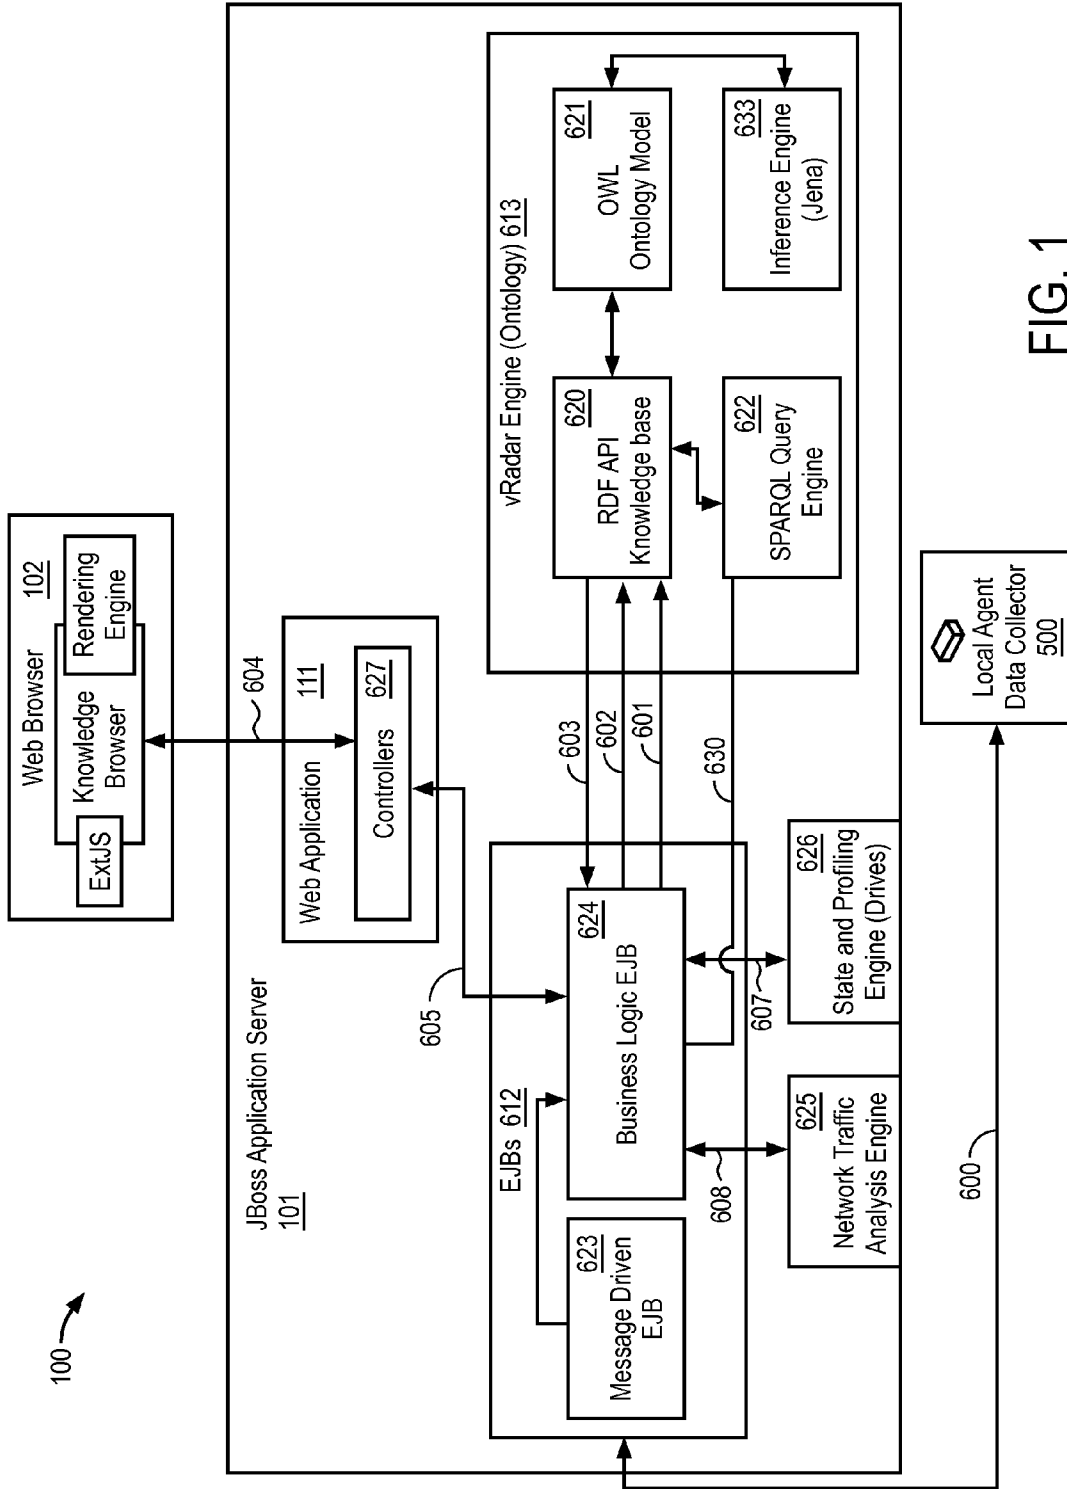 100
Web Browser
102
ExtJS
Knowledge
Browser
Rendering
Engine
604
JBoss Application Server
101
Web Application
111
Controllers
627
605
EJBs 612
623
Message Driven
EJB
624
Business Logic EJB
603
602
601
630
vRadar Engine (Ontology) 613
620
RDF API
Knowledge base
621
OWL
Ontology Model
622
SPARQL Query
Engine
633
Inference Engine
(Jena)
608
607
625
Network Traffic
Analysis Engine
626
State and Profiling
Engine (Drives)
600
Local Agent
Data Collector
500
FIG. 1